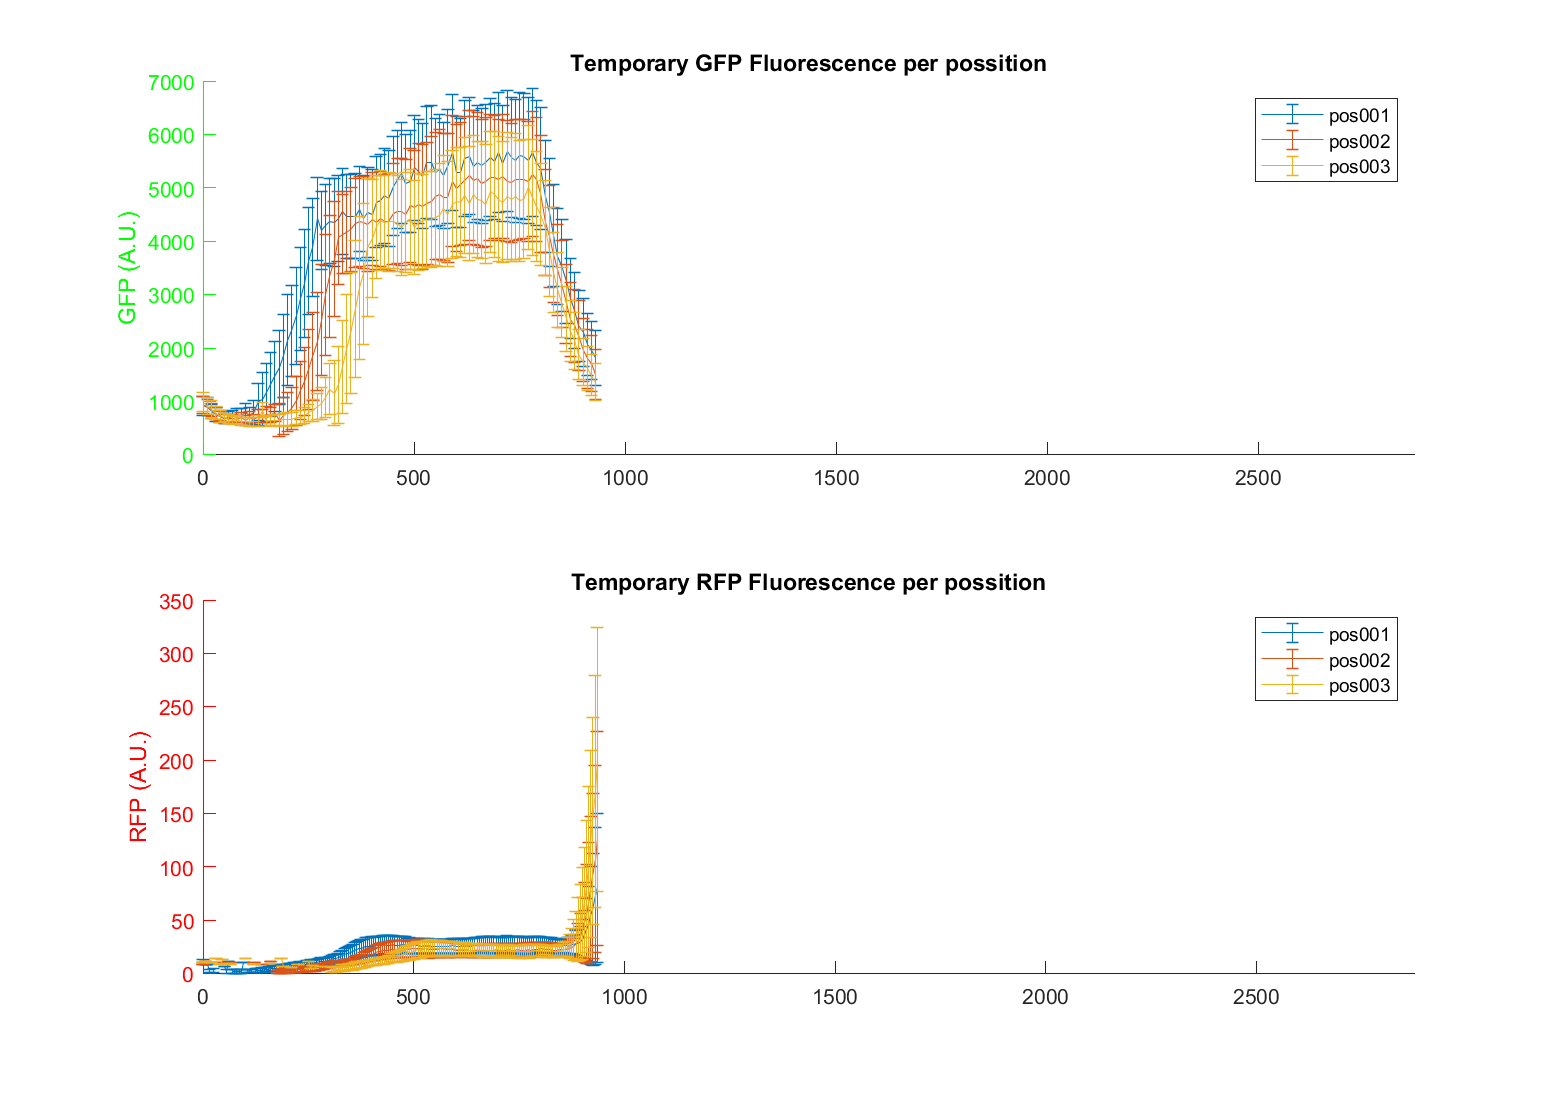 Temporary GFP Fluorescence per possition
7000
6000
5000
4000
3000
2000
1000
0
GFP (A.U.)
0 500 1000 1500 2000 2500
pos001
pos002
pos003
Temporary RFP Fluorescence per possition
350
300
250
200
150
100
50
0
RFP (A.U.)
0 500 1000 1500 2000 2500
pos001
pos002
pos003